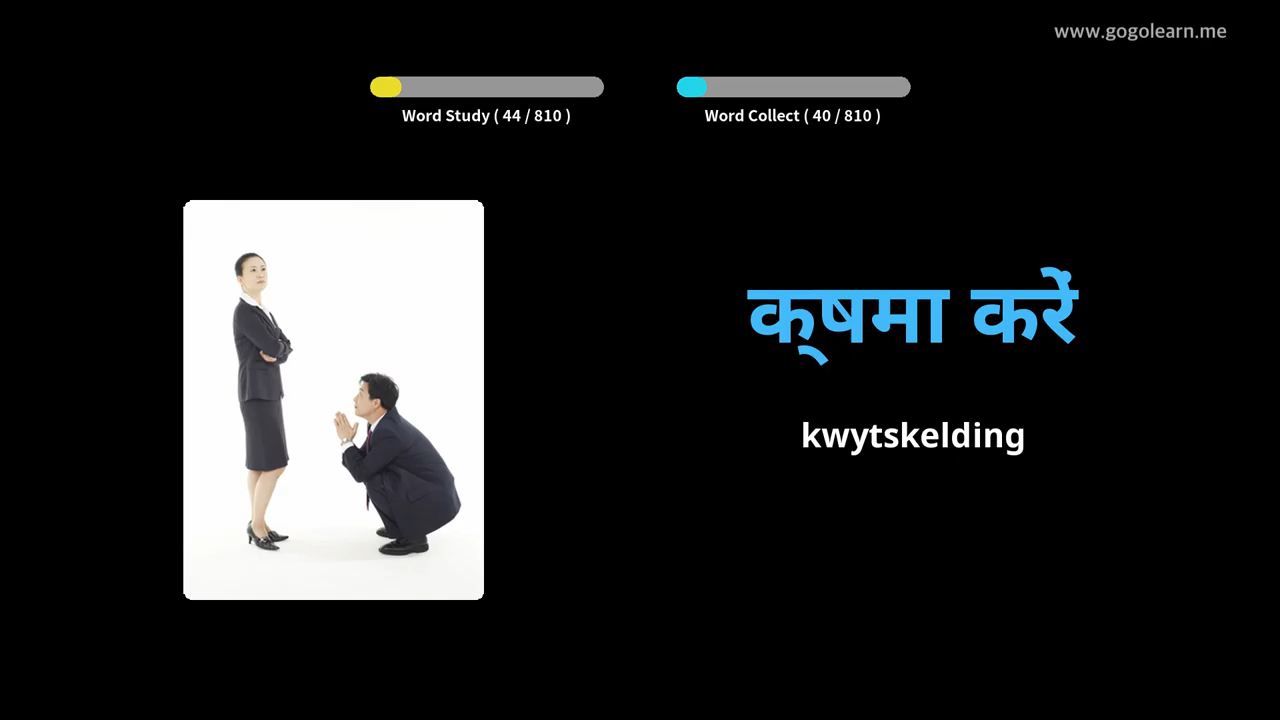 www.gogolearn.me
Word Study ( 44 / 810 )
Word Collect ( 40 / 810 )
क्षमा करें
kwytskelding